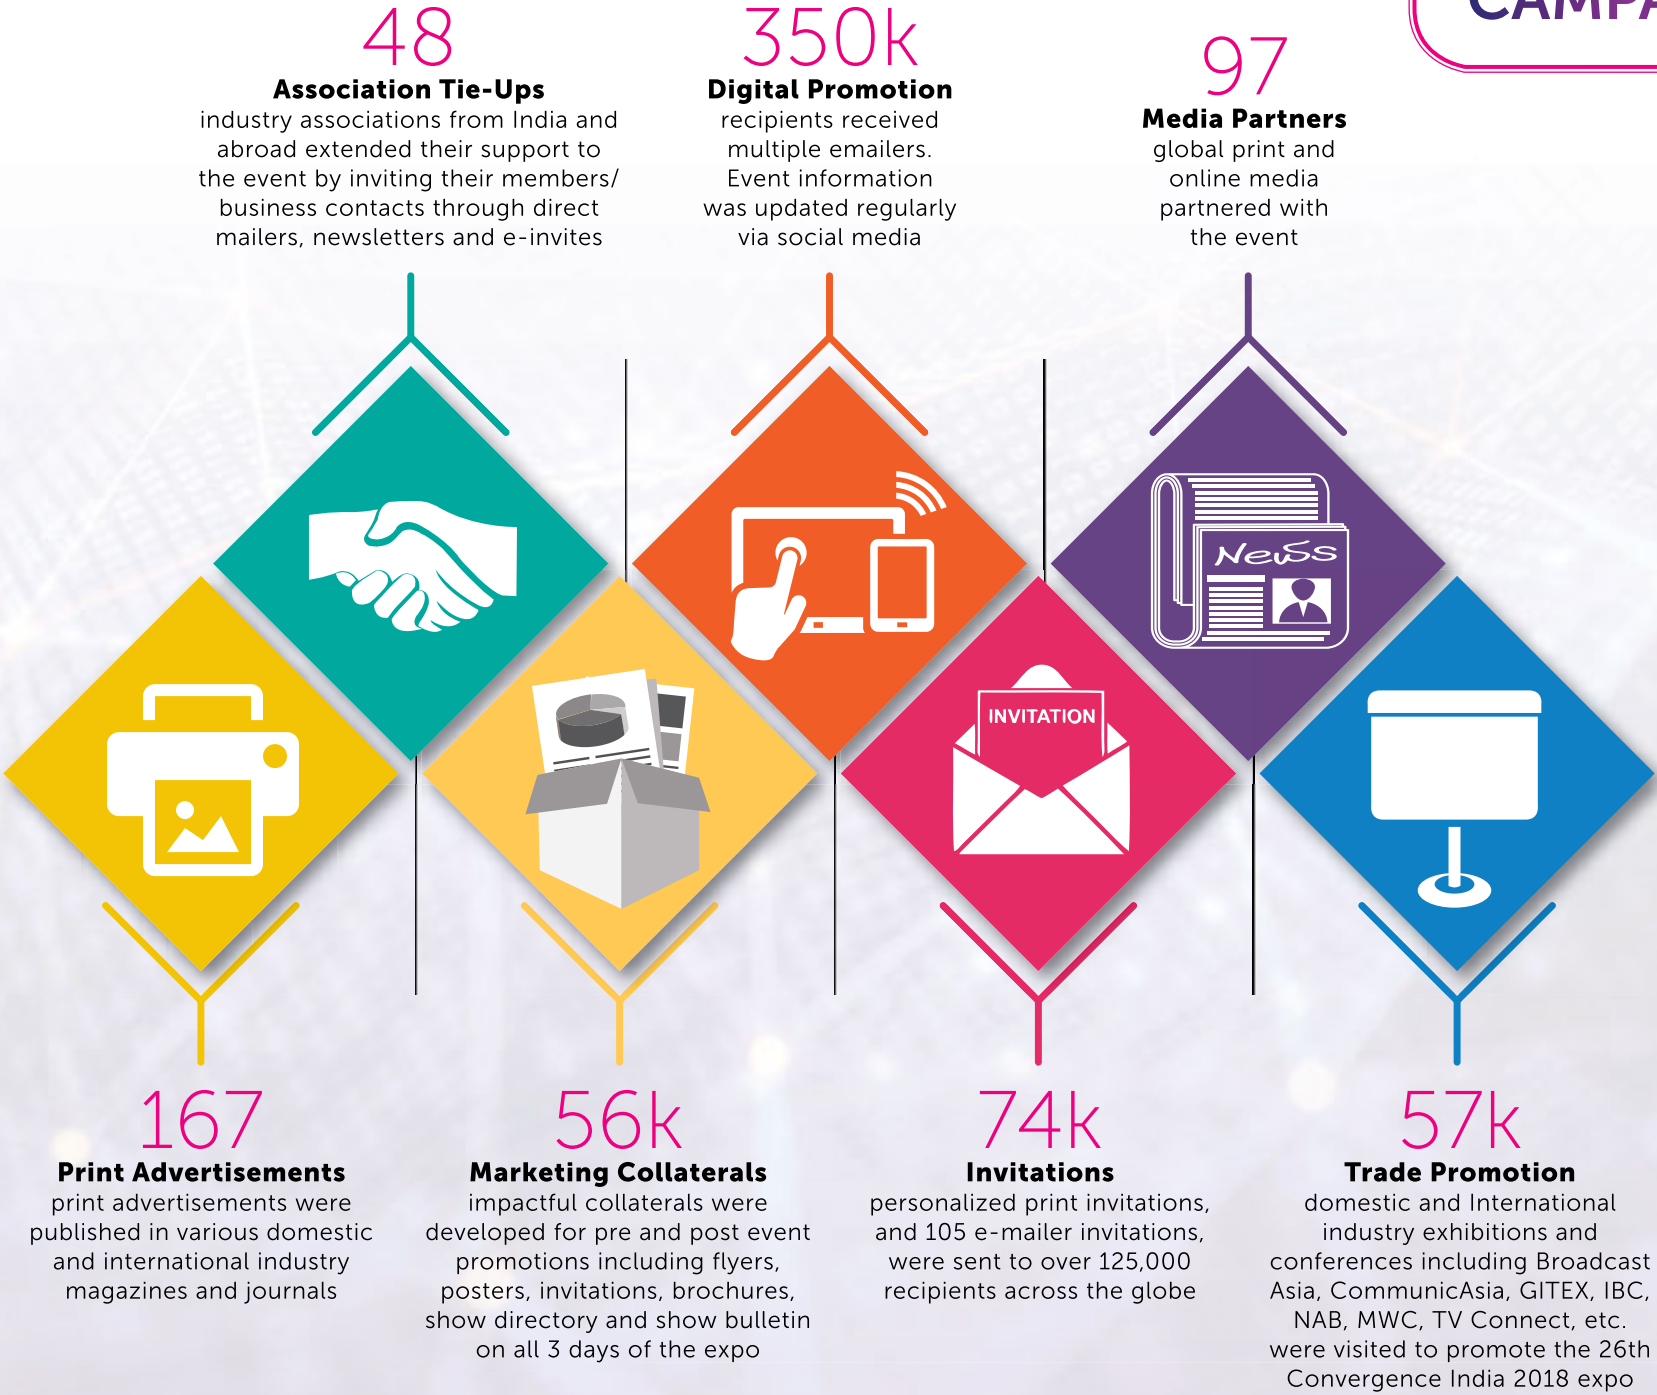 48
Association Tie-Ups
industry associations from India and
abroad extended their support to
the event by inviting their members/
business contacts through direct
mailers, newsletters and e-invites
350k
Digital Promotion
recipients received
multiple emailers.
Event information
was updated regularly
via social media
97
Media Partners
global print and
online media
partnered with
the event
NewSs
INVITATION
167
Print Advertisements
print advertisements were
published in various domestic
and international industry
magazines and journals
56k
Marketing Collaterals
impactful collaterals were
developed for pre and post event
promotions including flyers,
posters, invitations, brochures,
show directory and show bulletin
on all 3 days of the expo
74k
Invitations
personalized print invitations,
and 105 e-mailer invitations,
were sent to over 125,000
recipients across the globe
57k
Trade Promotion
domestic and International
industry exhibitions and
conferences including Broadcast
Asia, CommunicAsia, GITEX, IBC,
NAB, MWC, TV Connect, etc.
were visited to promote the 26th
Convergence India 2018 expo